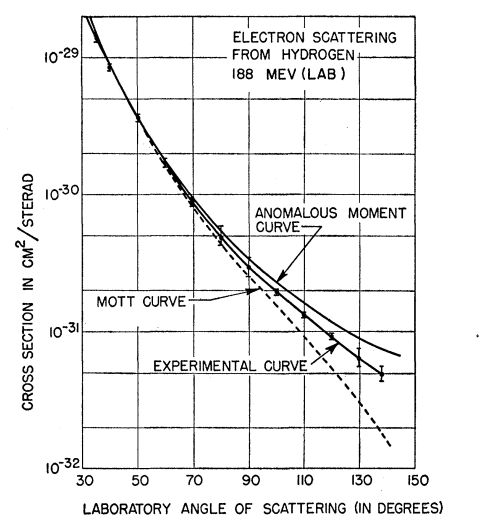 ELECTRON SCATTERING
FROM HYDROGEN
188 MEV (LAB)
10-29
10-30
10-31
10-32
CROSS SECTION IN CM2/STERAD
ANOMALOUS MOMENT
CURVE
MOTT CURVE
EXPERIMENTAL CURVE
30 50 70 90 110 130 150
LABORATORY ANGLE OF SCATTERING (IN DEGREES)